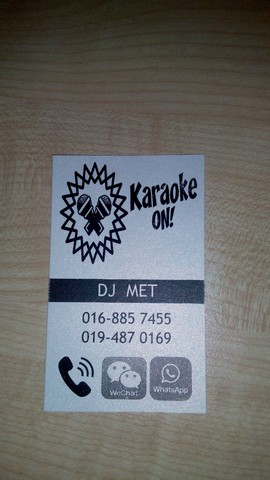 Karaoke
ON!
DJ MET
016-885 7455
019-487 0169
WeChat
WhatsApp